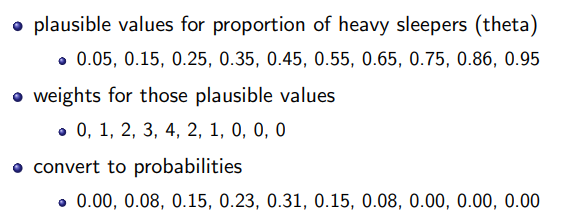 plausible values for proportion of heavy sleepers (theta)
0.05, 0.15, 0.25, 0.35, 0.45, 0.55, 0.65, 0.75, 0.86, 0.95
weights for those plausible values
0, 1, 2, 3, 4, 2, 1, 0, 0, 0
convert to probabilities
0.00, 0.08, 0.15, 0.23, 0.31, 0.15, 0.08, 0.00, 0.00, 0.00